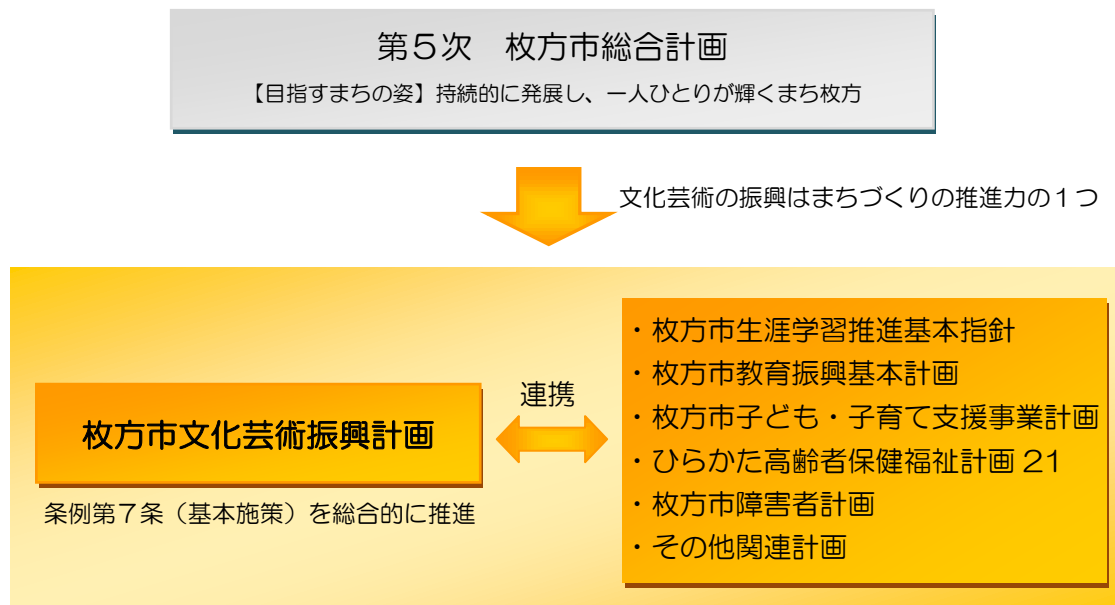 第５次　枚方市総合計画
【目指すまちの姿】持続的に発展し、一人ひとりが輝くまち枚方
文化芸術の振興はまちづくりの推進力の１つ
枚方市文化芸術振興計画
条例第７条（基本施策）を総合的に推進
連携
・枚方市生涯学習推進基本指針
・枚方市教育振興基本計画
・枚方市子ども・子育て支援事業計画
・ひらかた高齢者保健福祉計画 21
・枚方市障害者計画
・その他関連計画